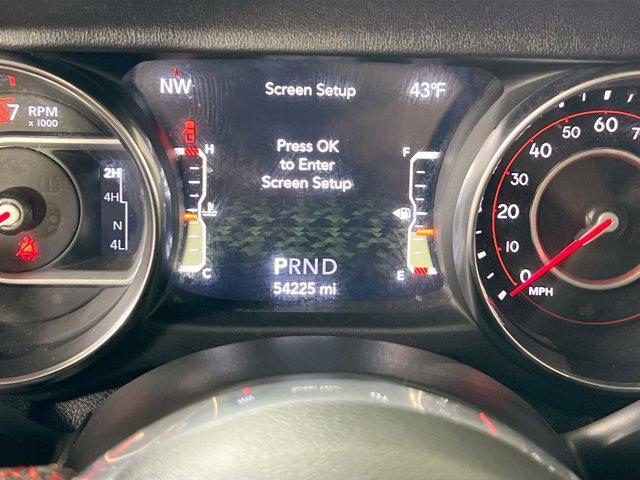 NW Screen Setup 43°F
7 RPM
x 1000
H
Press OK
to Enter
Screen Setup
F
2H
4H
N
4L
C
E
PRND
54225 mi
0
10
20
30
40
50
60
70
MPH